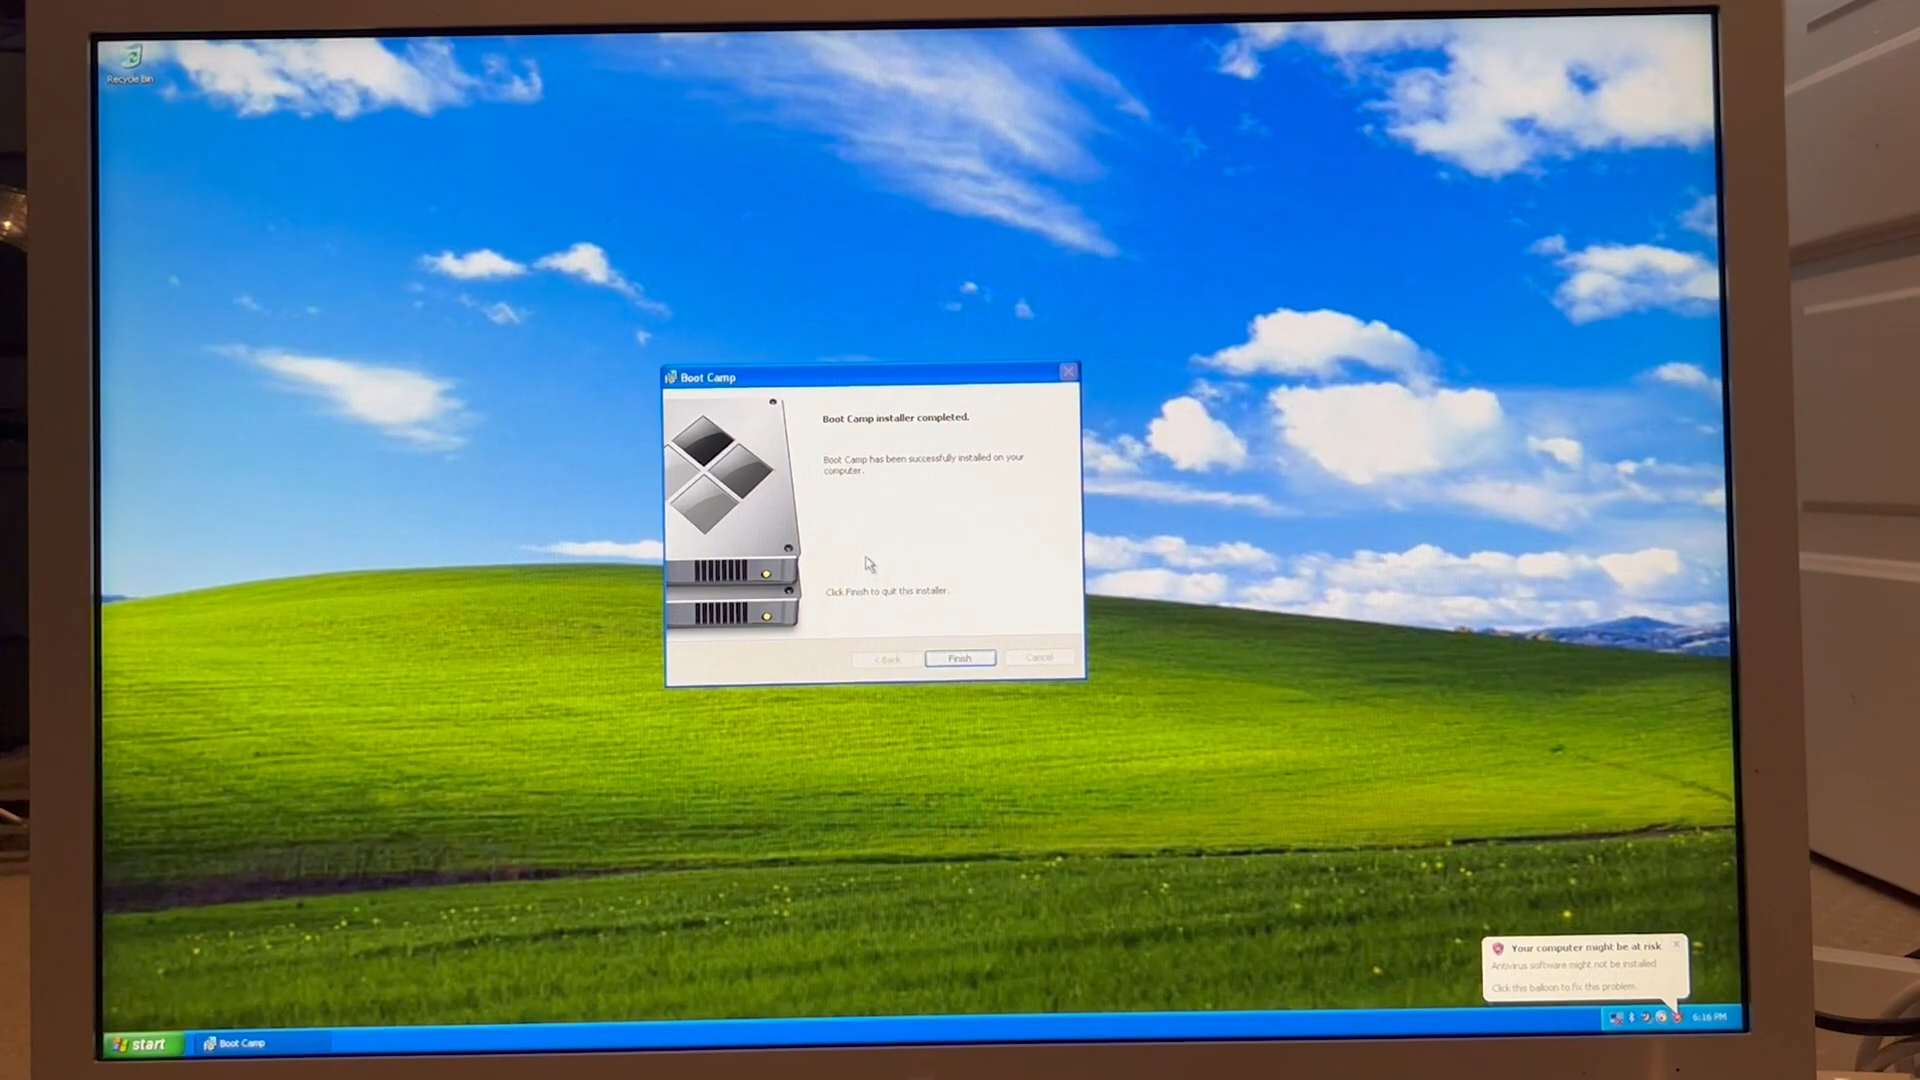 Recycle Bin
Boot Camp
Boot Camp installer completed.
Boot Camp has been successfully installed on your
computer.
Click Finish to quit this installer.
< Back
Finish
Cancel
Your computer might be at risk
Antivirus software might not be installed
Click this balloon to fix this problem.
start
Boot Camp
6:16 PM